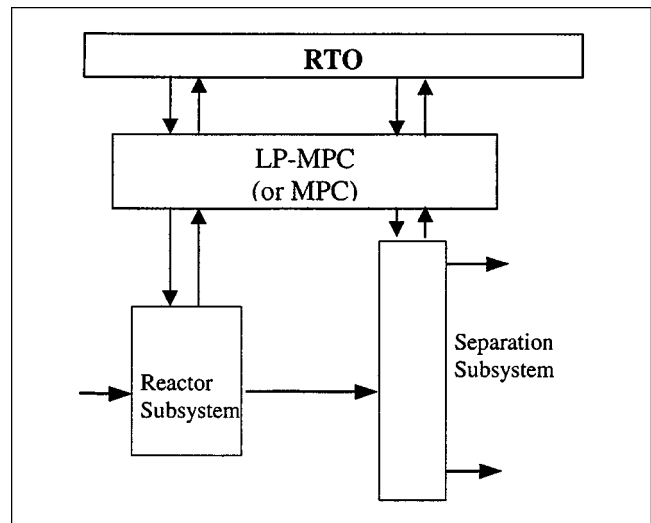 RTO
LP-MPC
(or MPC)
Reactor
Subsystem
Separation
Subsystem